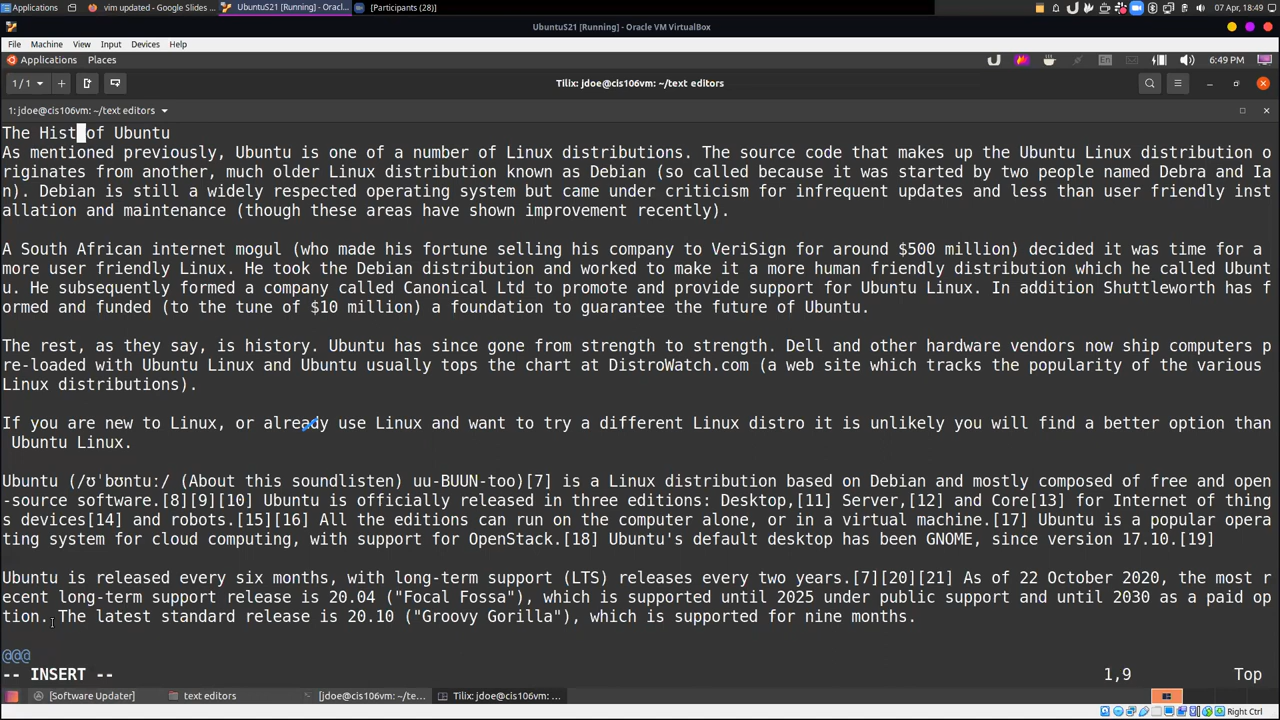 Applications
vim updated - Google Slides ...
UbuntuS21 [Running] - Oracl...
[Participants (28)]
07 Apr, 18:49
UbuntuS21 [Running] - Oracle VM VirtualBox
File Machine View Input Devices Help
Applications Places
En
6:49 PM
1/1
Tilix: jdoe@cis106vm: ~/text editors
1: jdoe@cis106vm: ~/text editors
The Hist of Ubuntu
As mentioned previously, Ubuntu is one of a number of Linux distributions. The source code that makes up the Ubuntu Linux distribution o
riginates from another, much older Linux distribution known as Debian (so called because it was started by two people named Debra and Ia
n). Debian is still a widely respected operating system but came under criticism for infrequent updates and less than user friendly inst
allation and maintenance (though these areas have shown improvement recently).
A South African internet mogul (who made his fortune selling his company to VeriSign for around $500 million) decided it was time for a
more user friendly Linux. He took the Debian distribution and worked to make it a more human friendly distribution which he called Ubunt
u. He subsequently formed a company called Canonical Ltd to promote and provide support for Ubuntu Linux. In addition Shuttleworth has f
ormed and funded (to the tune of $10 million) a foundation to guarantee the future of Ubuntu.
The rest, as they say, is history. Ubuntu has since gone from strength to strength. Dell and other hardware vendors now ship computers p
re-loaded with Ubuntu Linux and Ubuntu usually tops the chart at DistroWatch.com (a web site which tracks the popularity of the various
Linux distributions).
If you are new to Linux, or already use Linux and want to try a different Linux distro it is unlikely you will find a better option than
Ubuntu Linux.
Ubuntu (/ʊˈbʊntuː/ (About this soundlisten) uu-BUUN-too)[7] is a Linux distribution based on Debian and mostly composed of free and open
-source software.[8][9][10] Ubuntu is officially released in three editions: Desktop,[11] Server,[12] and Core[13] for Internet of thing
s devices[14] and robots.[15][16] All the editions can run on the computer alone, or in a virtual machine.[17] Ubuntu is a popular opera
ting system for cloud computing, with support for OpenStack.[18] Ubuntu's default desktop has been GNOME, since version 17.10.[19]
Ubuntu is released every six months, with long-term support (LTS) releases every two years.[7][20][21] As of 22 October 2020, the most r
ecent long-term support release is 20.04 ("Focal Fossa"), which is supported until 2025 under public support and until 2030 as a paid op
tion. The latest standard release is 20.10 ("Groovy Gorilla"), which is supported for nine months.
@@@
-- INSERT -- 1,9 Top
[Software Updater]
text editors
[jdoe@cis106vm: ~/te...
Tilix: jdoe@cis106vm: ...
Right Ctrl